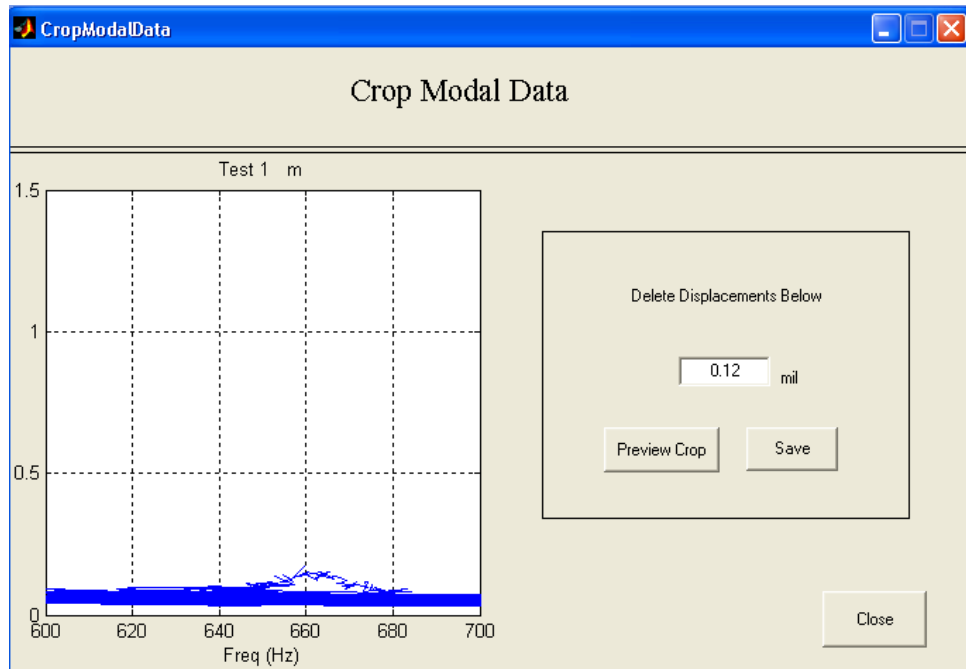 CropModalData
Crop Modal Data
Test 1 m
1.5
1
0.5
0
600 620 640 660 680 700
Freq (Hz)
Delete Displacements Below
0.12 mil
Preview Crop Save
Close